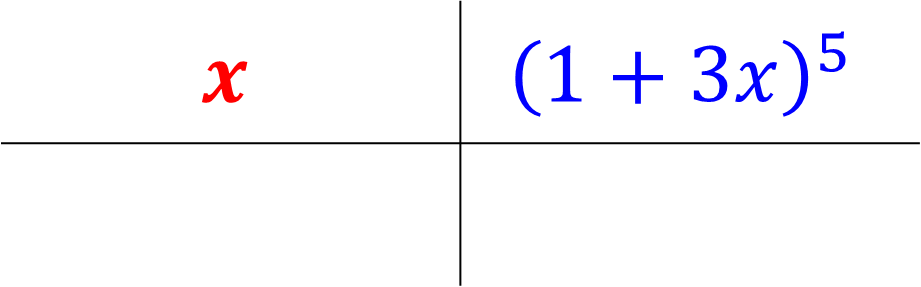 x (1 + 3x)⁵